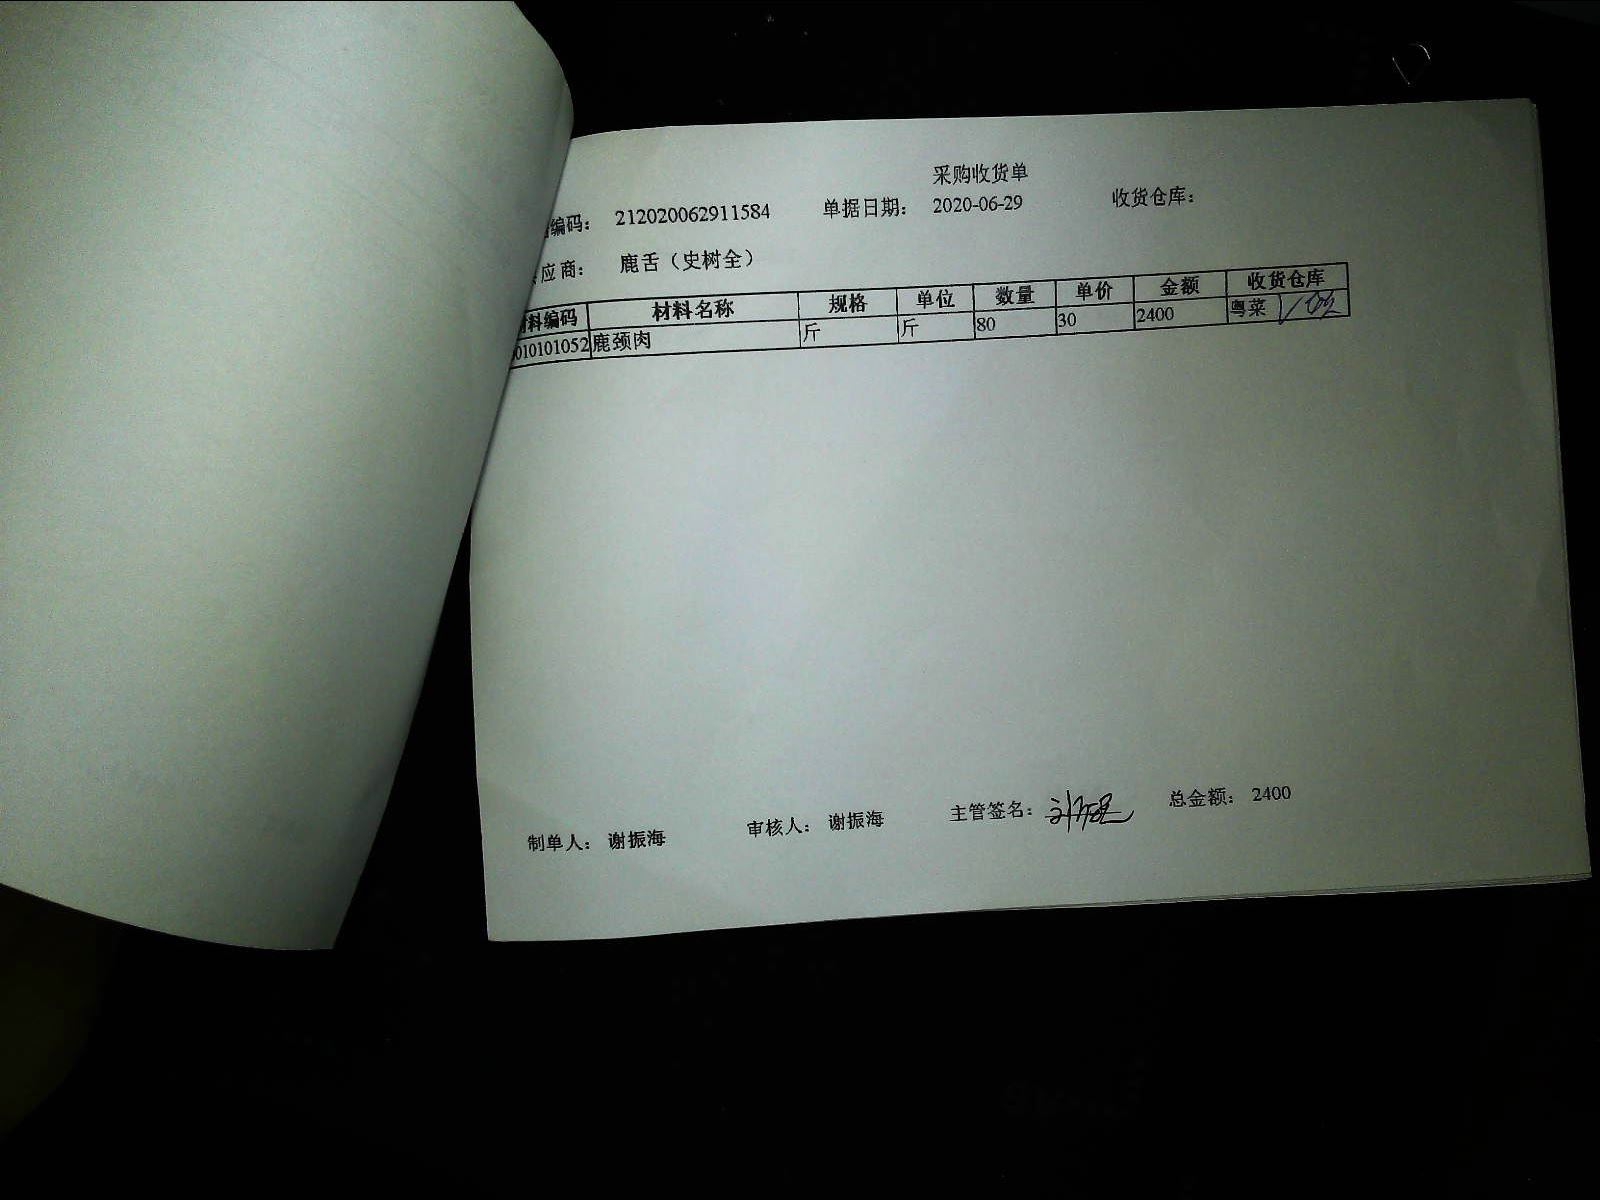 采购收货单
编码： 212020062911584 单据日期： 2020-06-29 收货仓库：
应商： 鹿舌（史树全）
料编码 材料名称 规格 单位 数量 单价 金额 收货仓库
010101052 鹿颈肉 斤 斤 80 30 2400 粤菜
制单人： 谢振海 审核人： 谢振海 主管签名： 总金额： 2400